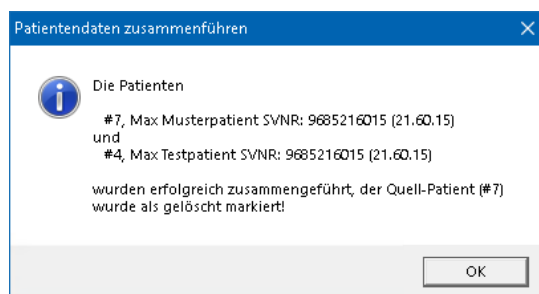 Patientendaten zusammenführen
Die Patienten
#7, Max Musterpatient SVNR: 9685216015 (21.60.15)
und
#4, Max Testpatient SVNR: 9685216015 (21.60.15)
wurden erfolgreich zusammengeführt, der Quell-Patient (#7)
wurde als gelöscht markiert!
OK